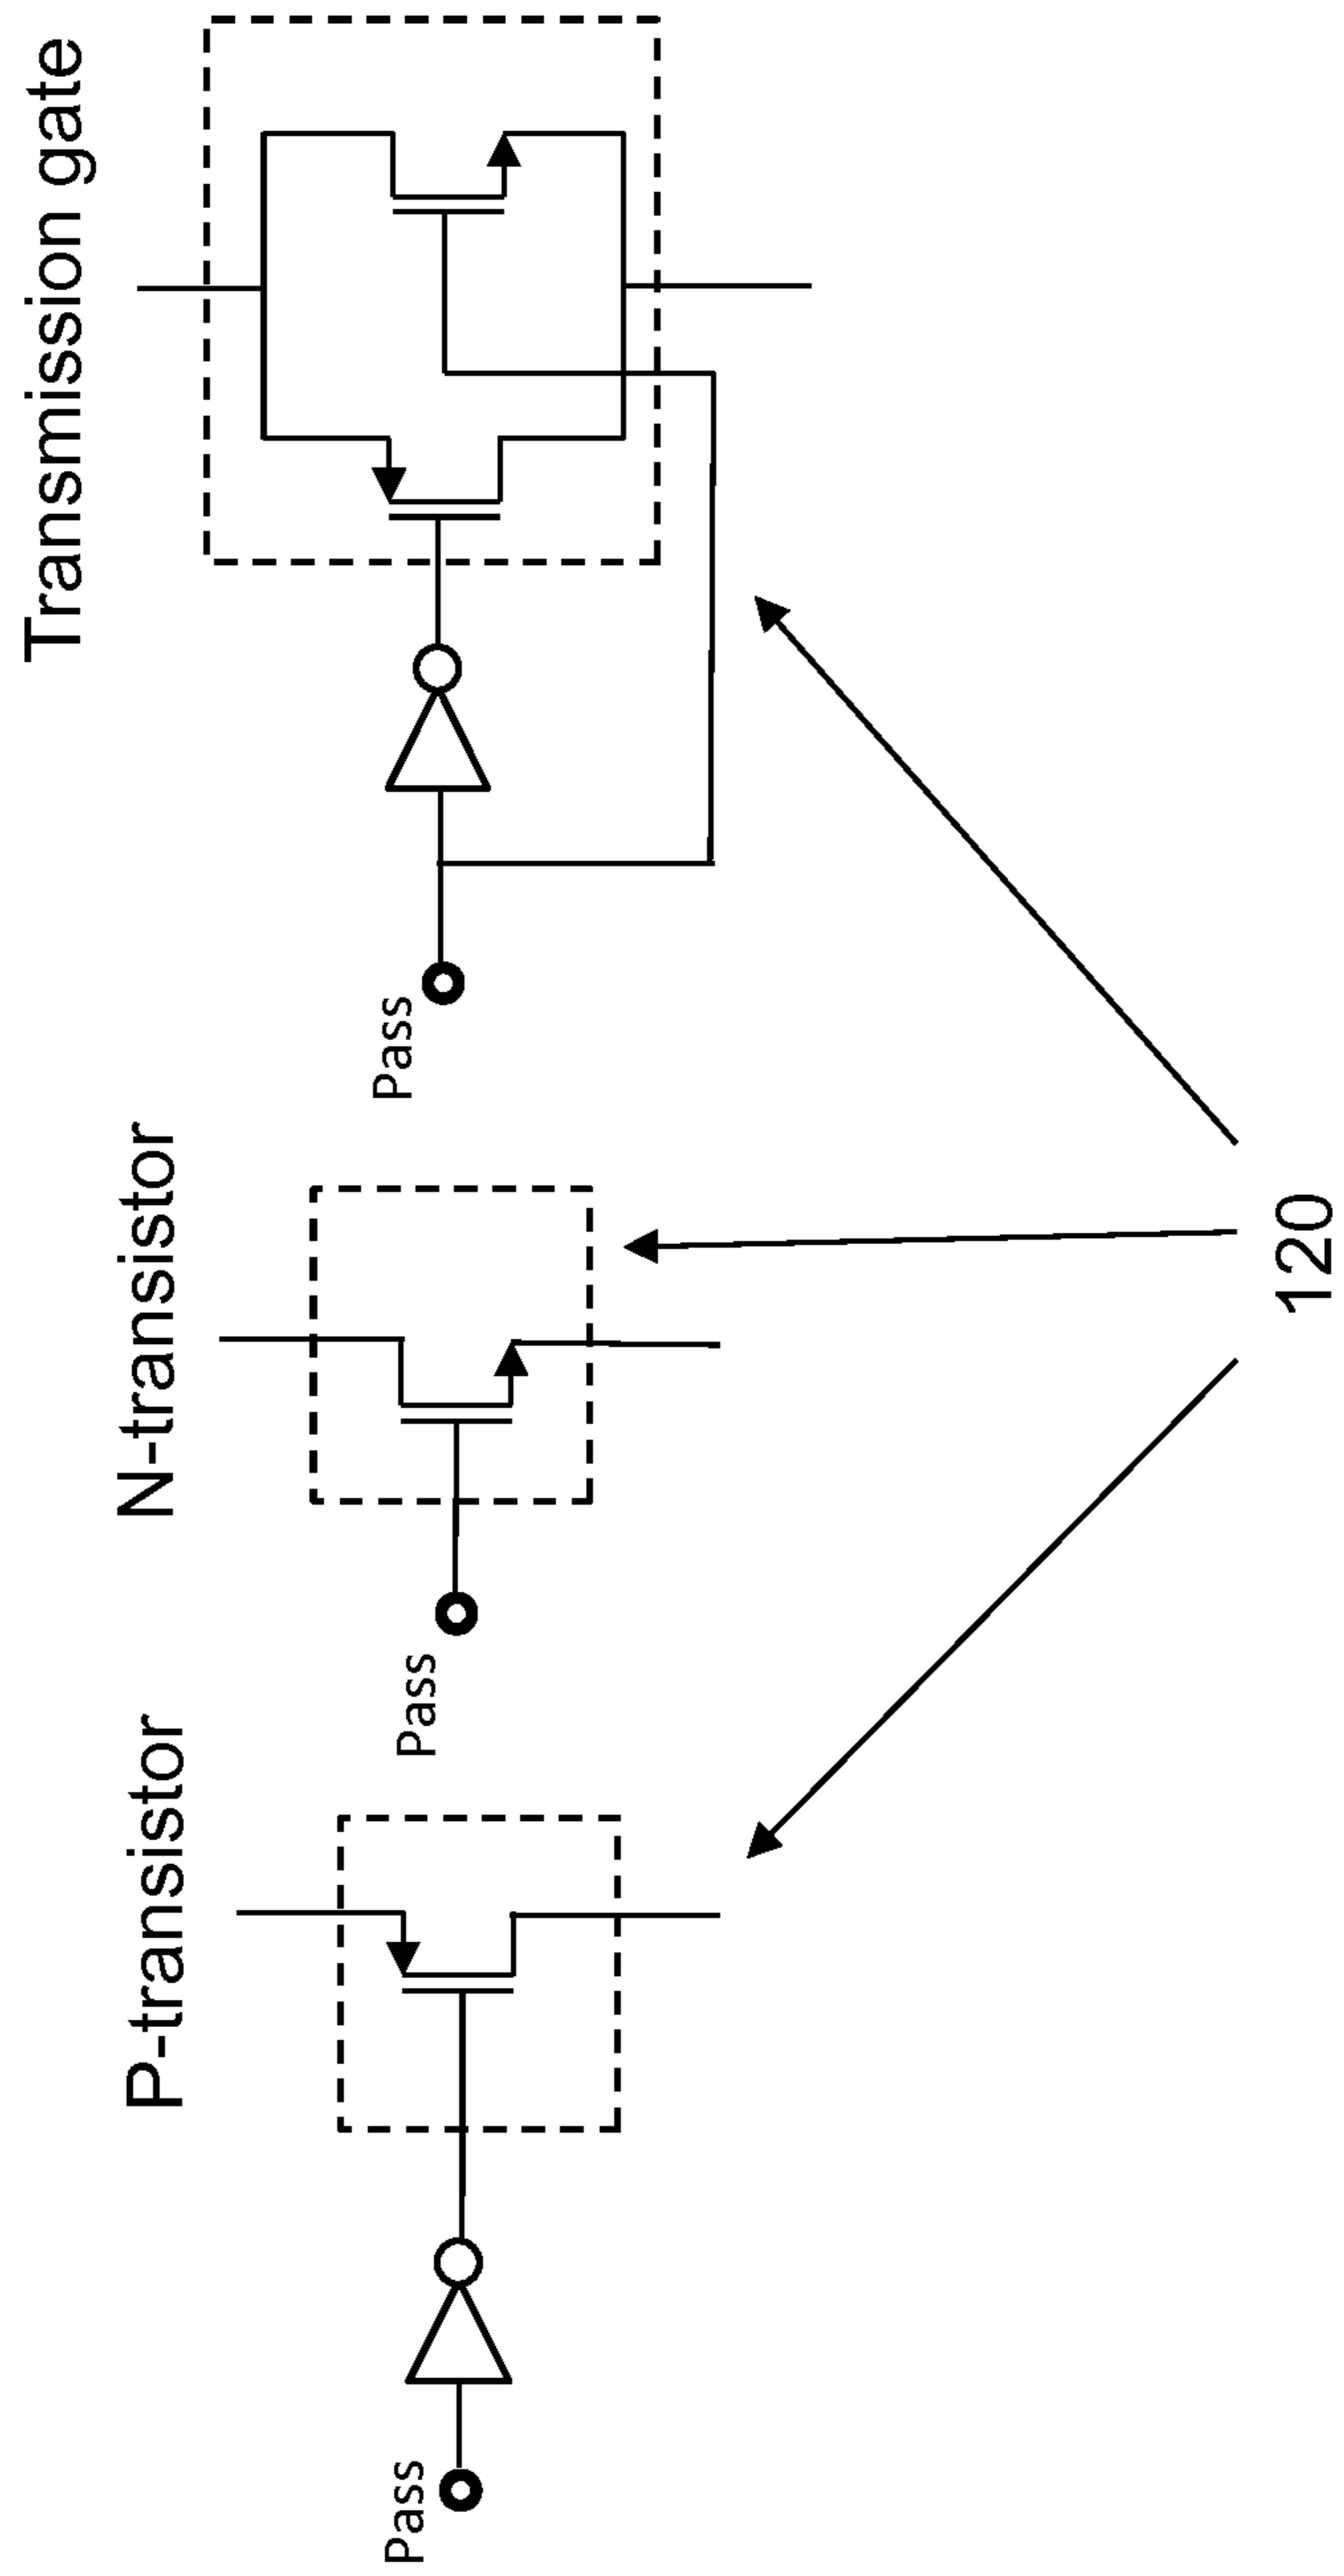 P-transistor
N-transistor
Transmission gate
Pass
Pass
Pass
120